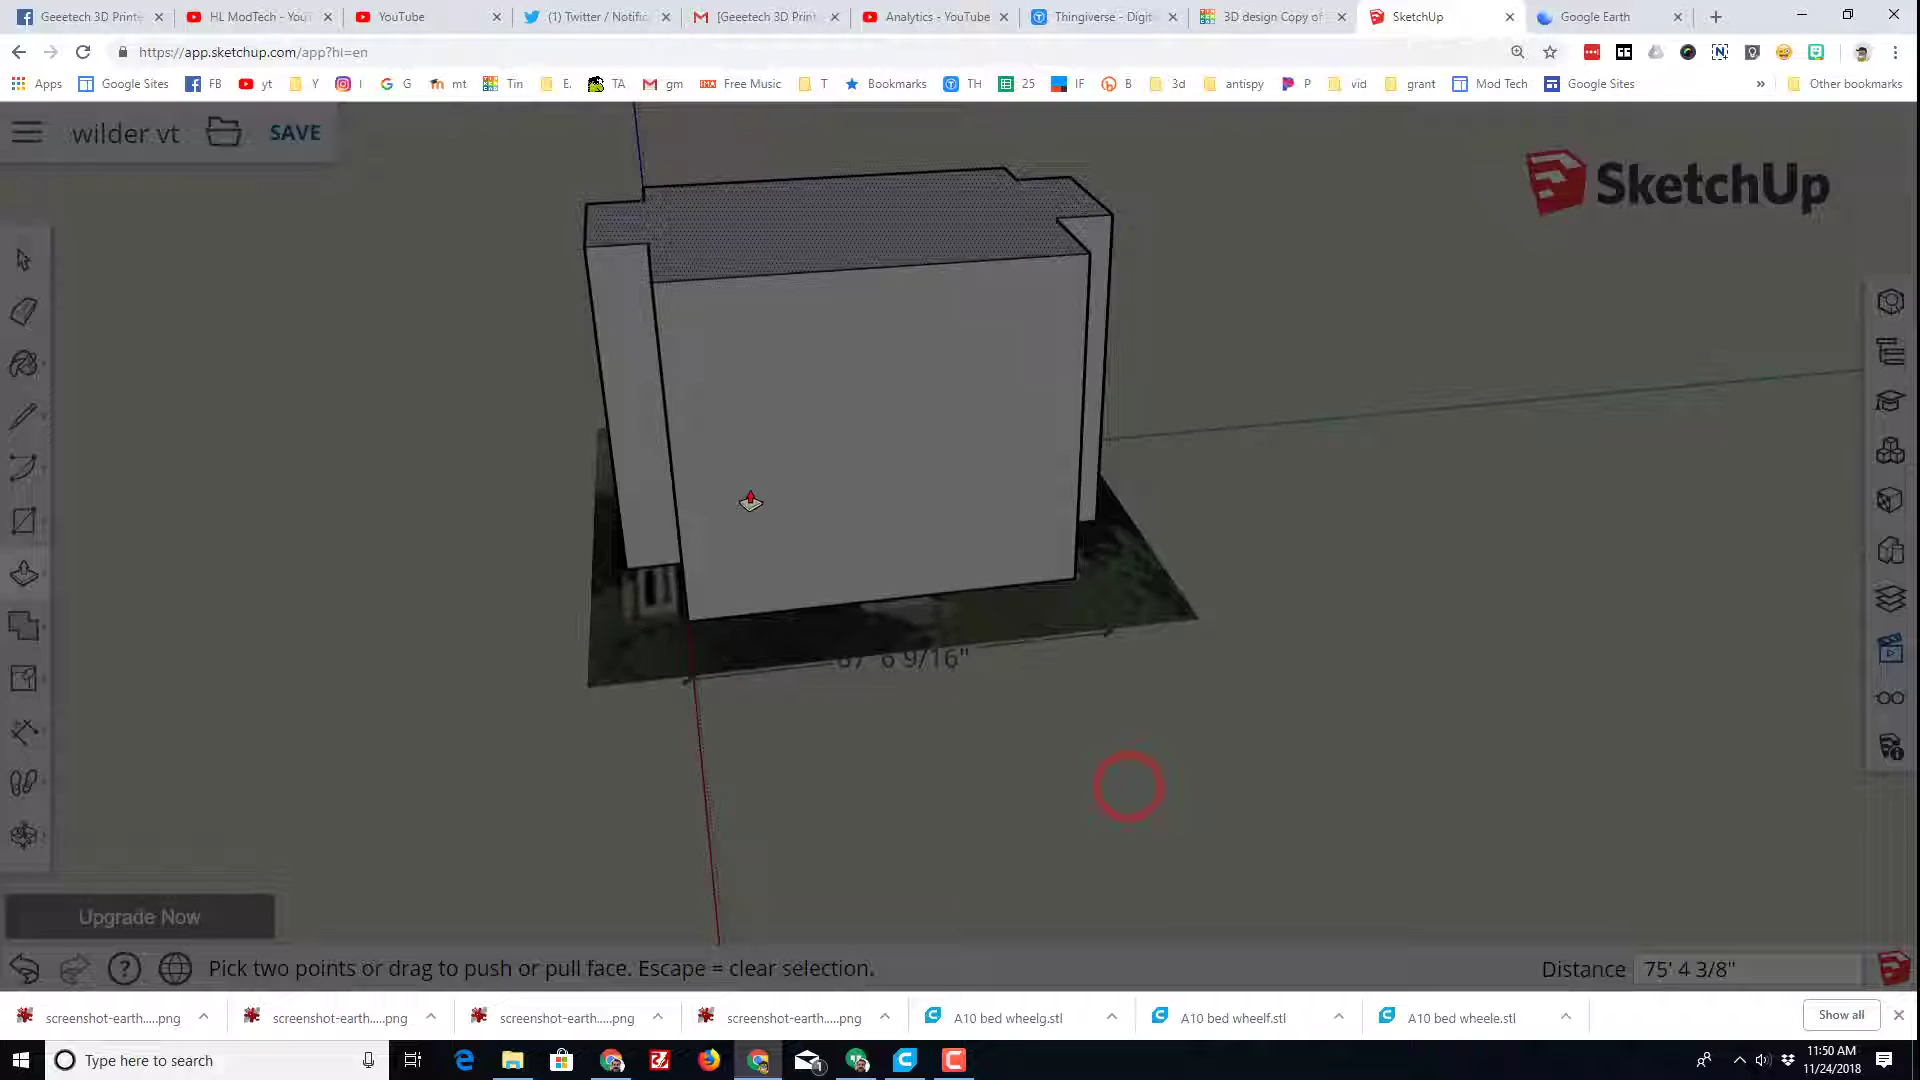 Geeetech 3D Print
HL ModTech - You
YouTube
(1) Twitter / Notific
[Geeetech 3D Print
Analytics - YouTube
Thingiverse - Digit
3D design Copy of
SketchUp
Google Earth
https://app.sketchup.com/app?hl=en
Apps
Google Sites
FB
yt
Y
I
G
mt
Tin
E.
TA
gm
Free Music
T
Bookmarks
TH
25
IF
B
3d
antispy
P
vid
grant
Mod Tech
Google Sites
»
Other bookmarks
wilder vt
SAVE
SketchUp
6 9/16"
Upgrade Now
Pick two points or drag to push or pull face. Escape = clear selection.
Distance
75' 4 3/8"
screenshot-earth.....png
screenshot-earth.....png
screenshot-earth.....png
screenshot-earth.....png
A10 bed wheelg.stl
A10 bed wheelf.stl
A10 bed wheele.stl
Show all
Type here to search
11:50 AM
11/24/2018